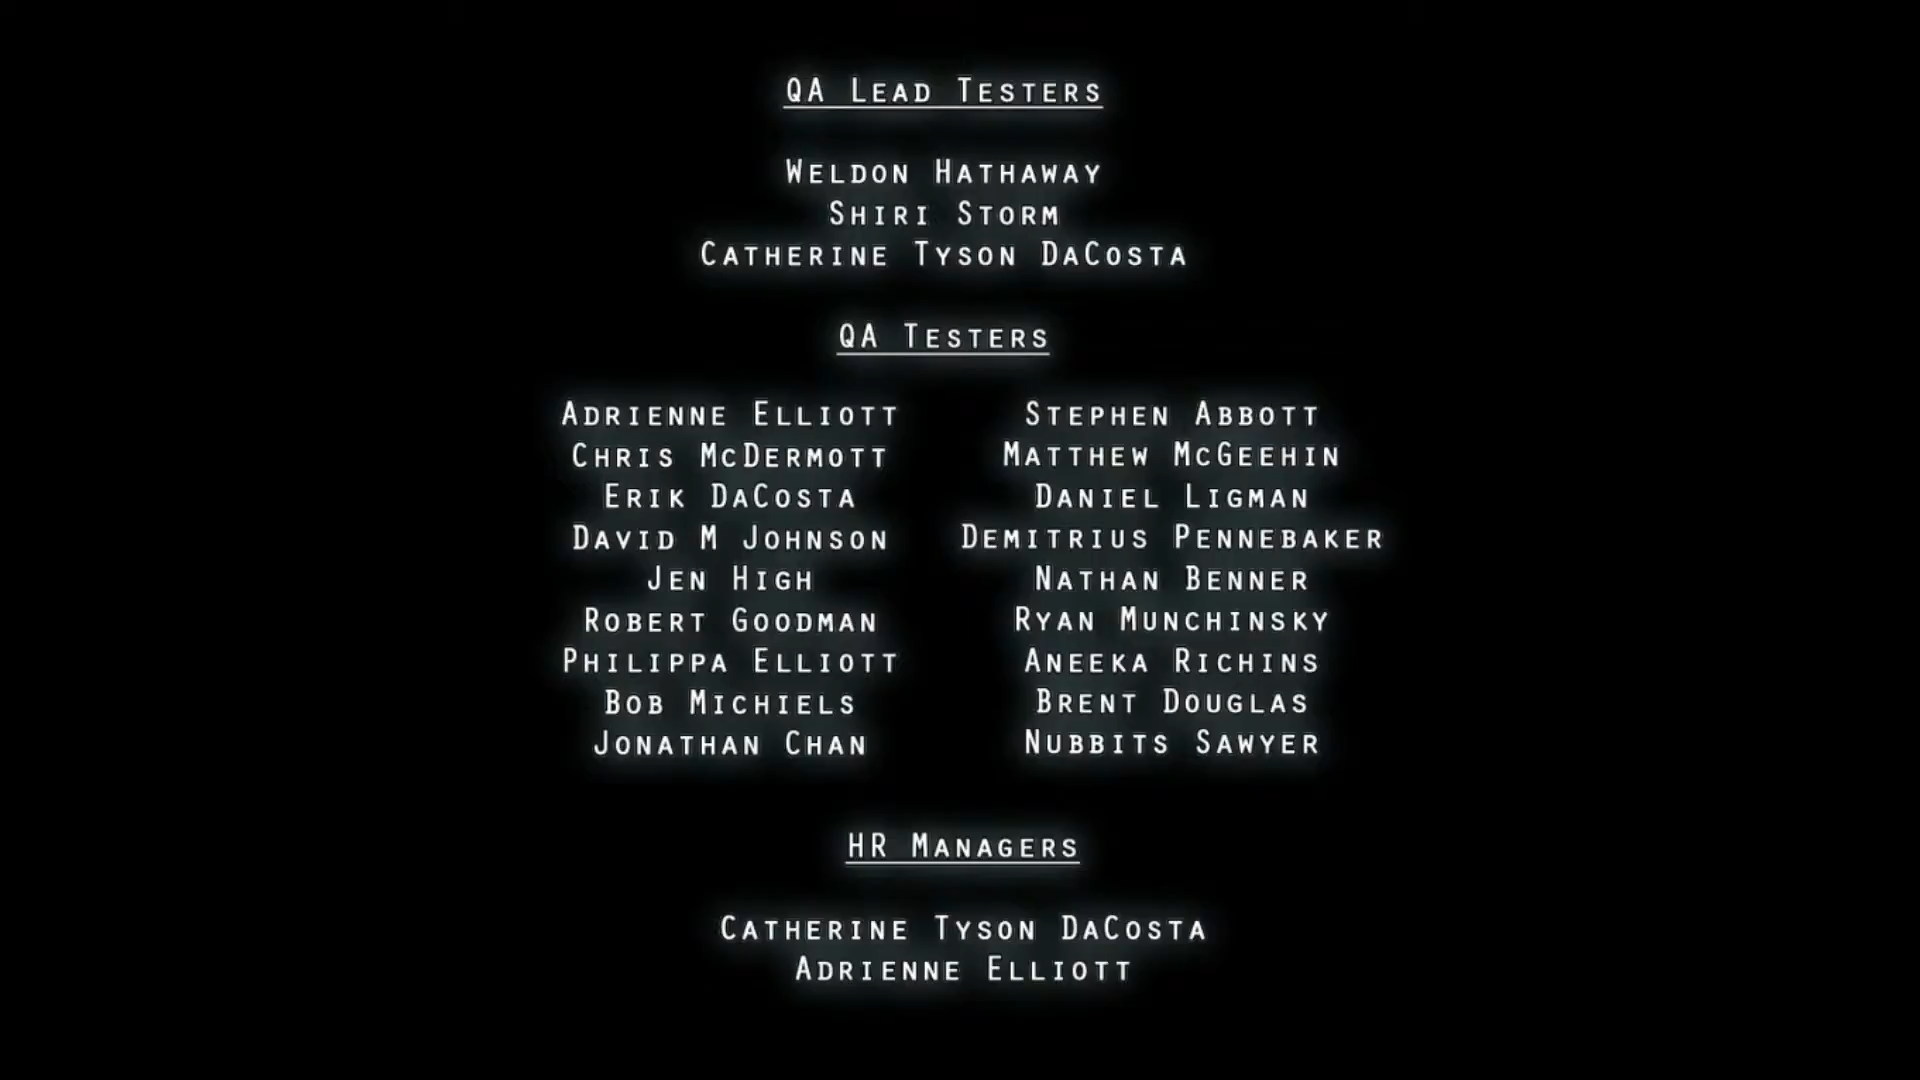 QA Lead Testers
Weldon Hathaway
Shiri Storm
Catherine Tyson DaCosta
QA Testers
Adrienne Elliott
Chris McDermott
Erik DaCosta
David M Johnson
Jen High
Robert Goodman
Philippa Elliott
Bob Michiels
Jonathan Chan
Stephen Abbott
Matthew McGeehin
Daniel Ligman
Demitrius Pennebaker
Nathan Benner
Ryan Munchinsky
Aneeka Richins
Brent Douglas
Nubbits Sawyer
HR Managers
Catherine Tyson DaCosta
Adrienne Elliott